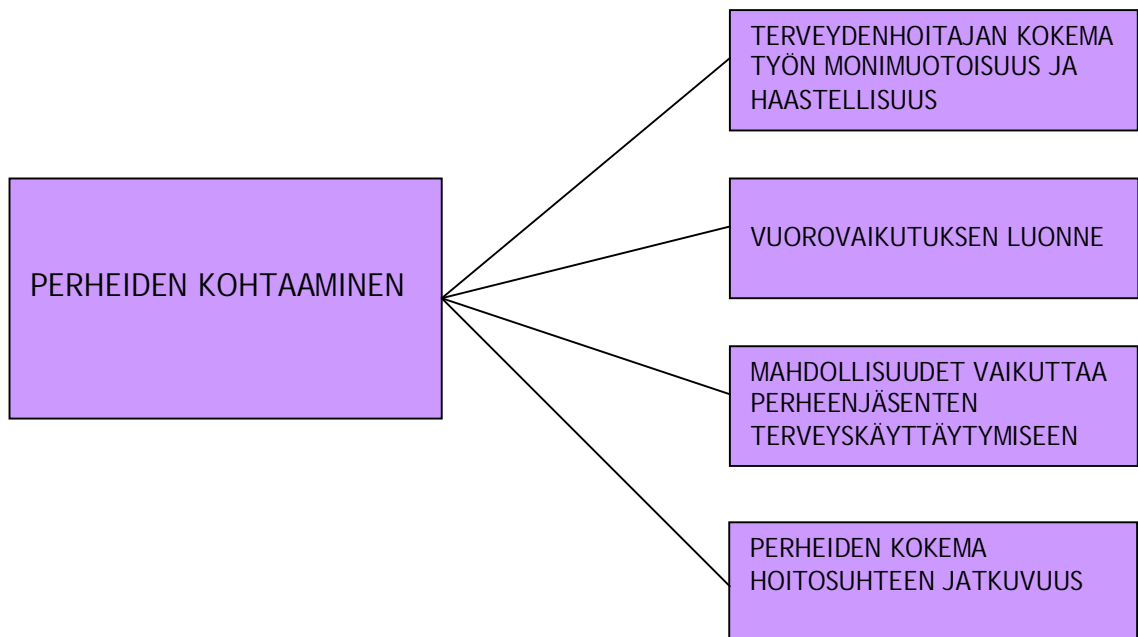 TERVEYDENHOITAJAN KOKEMA
TYÖN MONIMUOTOISUUS JA
HAASTELLISUUS
PERHEIDEN KOHTAAMINEN
VUOROVAIKUTUKSEN LUONNE
MAHDOLLISUUDET VAIKUTTAA
PERHEENJÄSENTEN
TERVEYSKÄYTTÄYTYMISEEN
PERHEIDEN KOKEMA
HOITOSUHTEEN JATKUVUUS